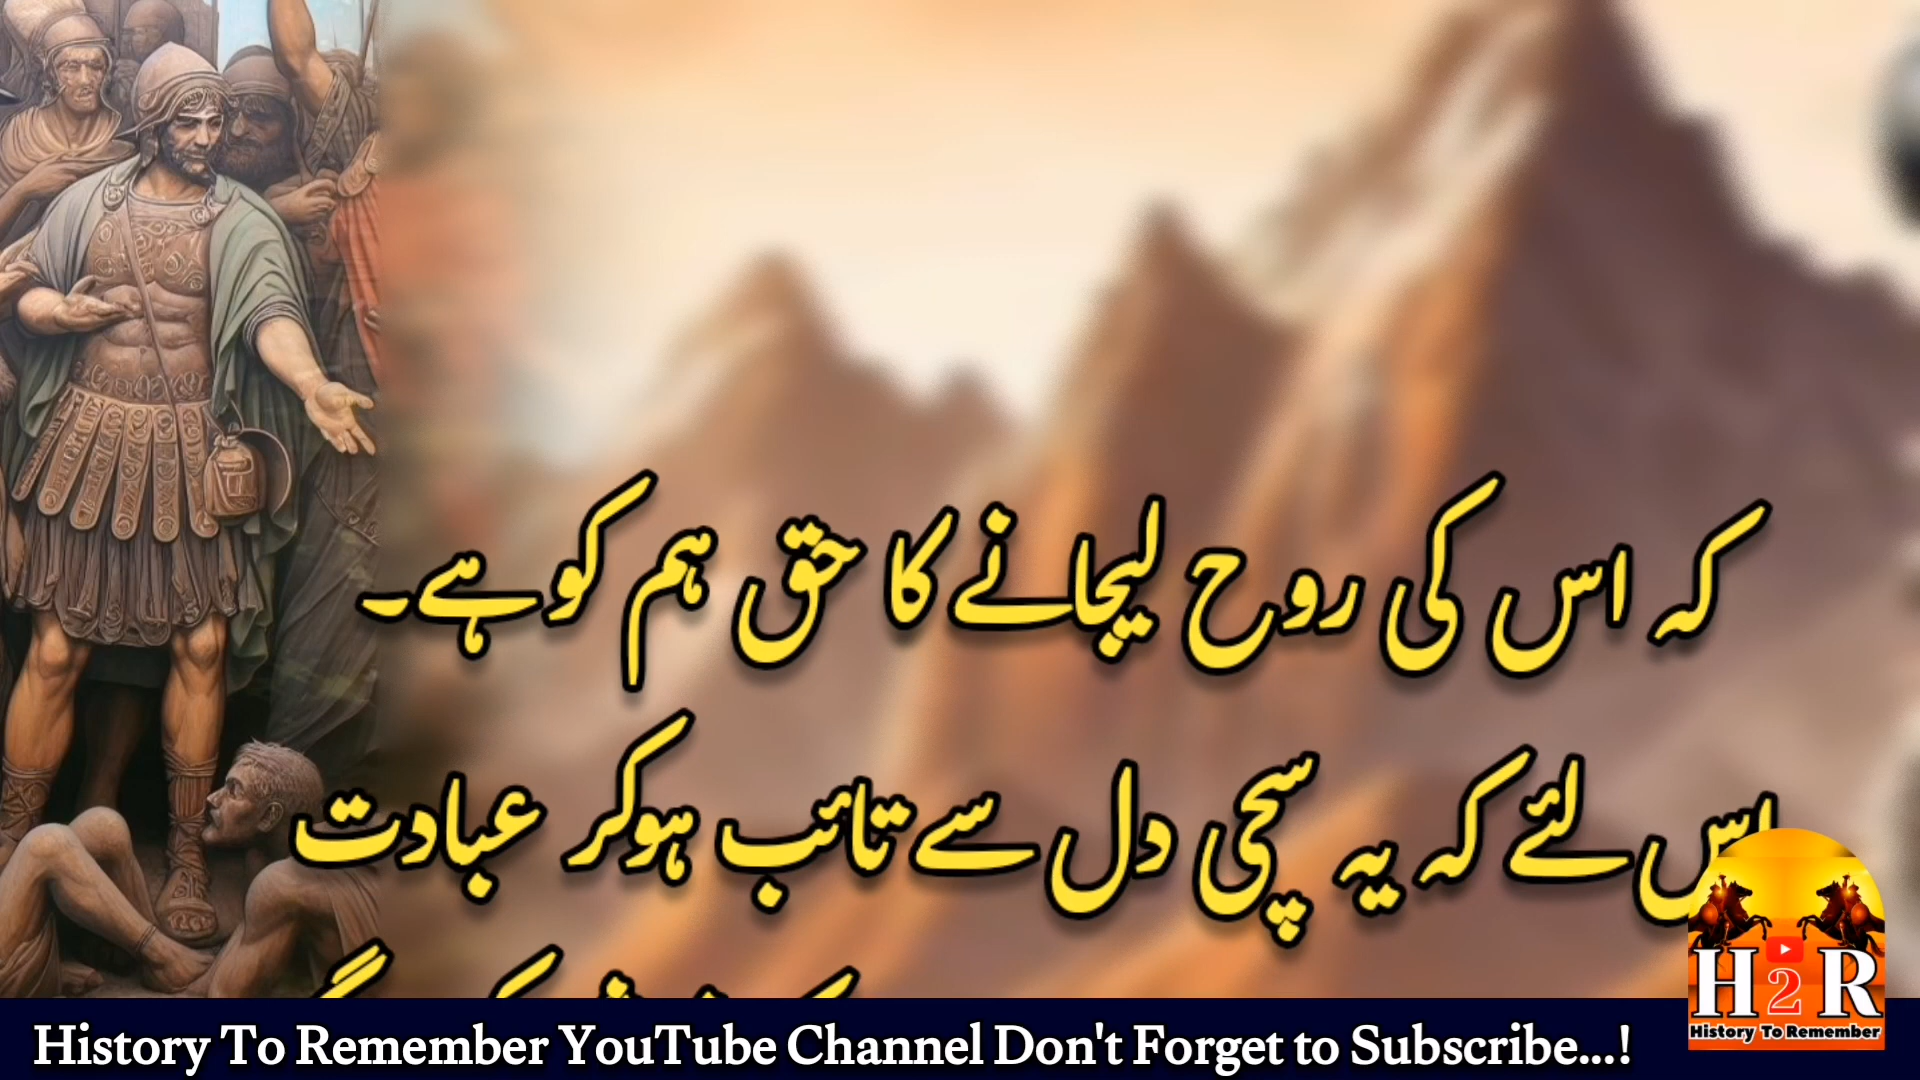 کہ اس کی روح لیجانے کا حق ہم کو ہے۔
اس لئے کہ یہ سچی دل سے تائب ہوکر عبادت
H2R
History To Remember
History To Remember YouTube Channel Don't Forget to Subscribe...!